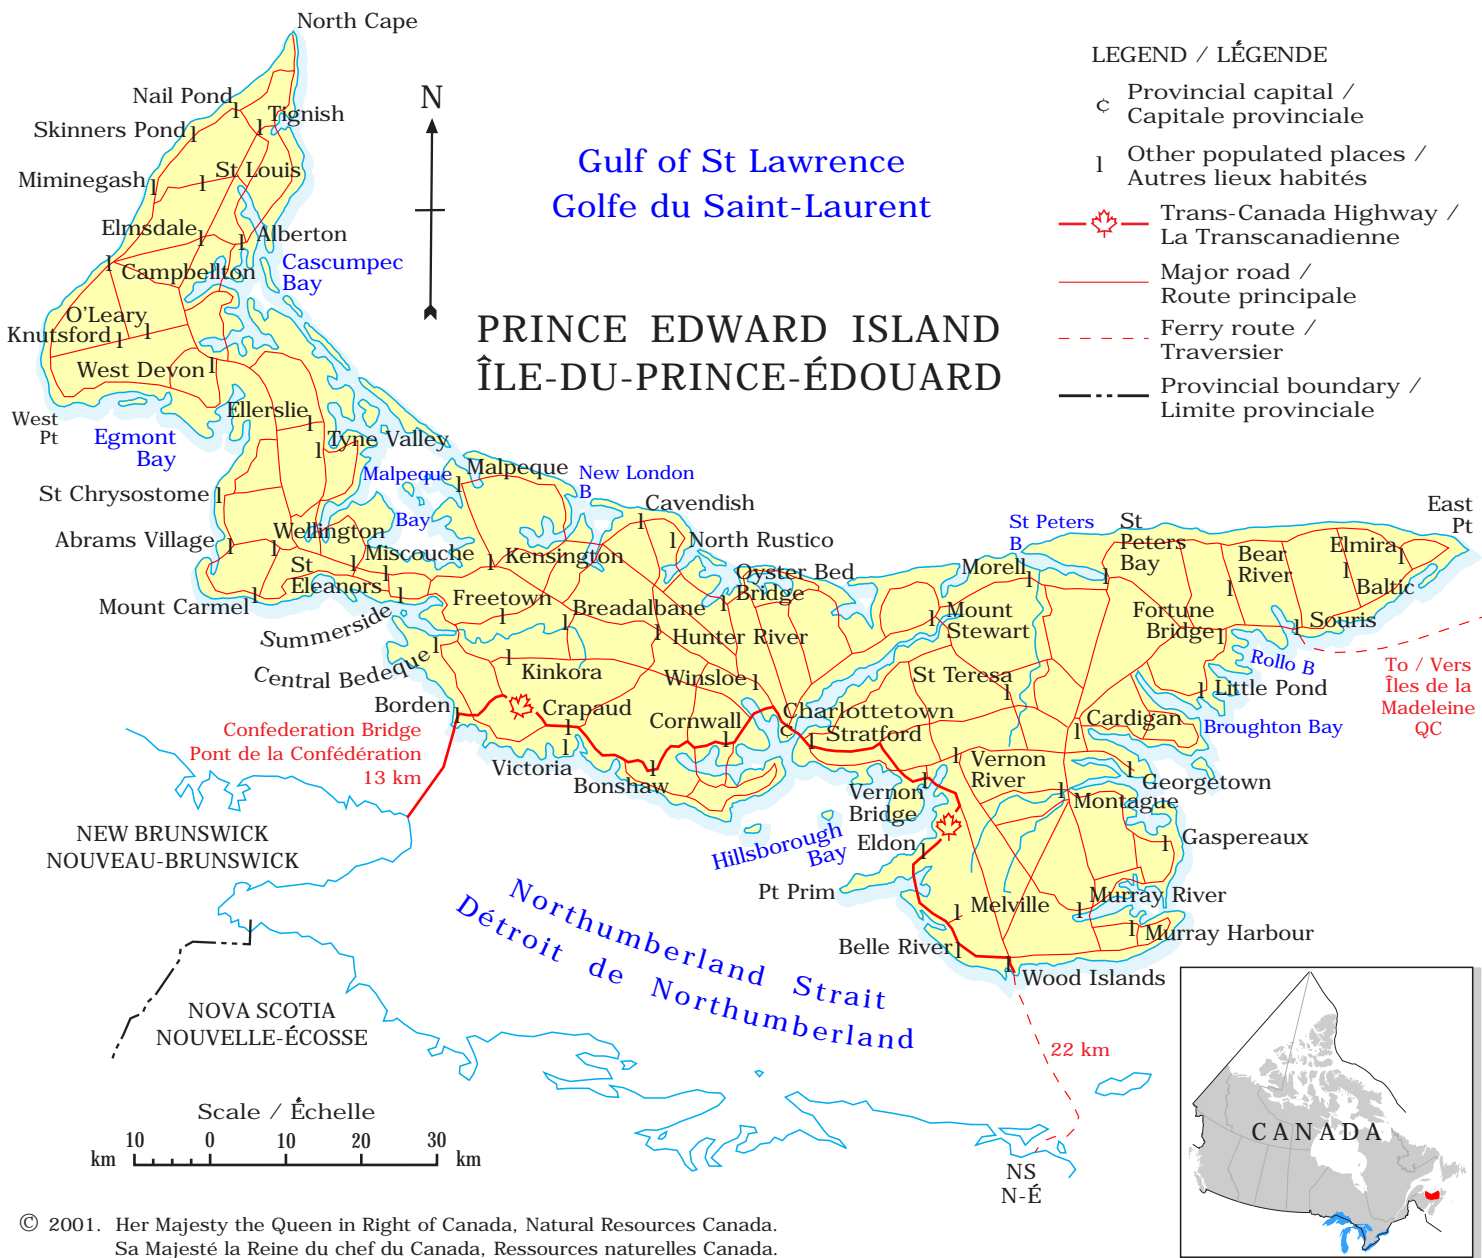 North Cape
Nail Pond
Tignish
Skinners Pond
St Louis
Miminegash
Elmsdale
Alberton
Cascumpec
Bay
Campbellton
O'Leary
Knutsford
West Devon
West
Pt
Egmont
Bay
Ellerslie
Tyne Valley
Malpeque
Bay
Malpeque
New London
B
St Chrysostome
Cavendish
Abrams Village
Wellington
Miscouche
North Rustico
St
Eleanors
Kensington
Oyster Bed
Bridge
Mount Carmel
Freetown
Breadalbane
Hunter River
Summerside
Central Bedeque
Kinkora
Winsloe
Borden
Crapaud
Cornwall
Charlottetown
Stratford
Victoria
Bonshaw
Confederation Bridge
Pont de la Confédération
13 km
N
Gulf of St Lawrence
Golfe du Saint-Laurent
PRINCE EDWARD ISLAND
ÎLE-DU-PRINCE-ÉDOUARD
LEGEND / LÉGENDE
¢ Provincial capital /
Capitale provinciale
l Other populated places /
Autres lieux habités
Trans-Canada Highway /
La Transcanadienne
Major road /
Route principale
Ferry route /
Traversier
Provincial boundary /
Limite provinciale
St Peters
B
St
Peters
Bay
East
Pt
Morell
Bear
River
Elmira
Baltic
Mount
Stewart
Fortune
Bridge
Souris
Rollo B
St Teresa
Little Pond
To / Vers
Îles de la
Madeleine
QC
Cardigan
Broughton Bay
Vernon
River
Georgetown
Vernon
Bridge
Montague
Hillsborough
Bay
Eldon
Gaspereaux
Pt Prim
Melville
Murray River
Belle River
Murray Harbour
Wood Islands
22 km
NEW BRUNSWICK
NOUVEAU-BRUNSWICK
Northumberland Strait
Détroit de Northumberland
NOVA SCOTIA
NOUVELLE-ÉCOSSE
NS
N-É
Scale / Échelle
10 0 10 20 30
km km
CANADA
© 2001. Her Majesty the Queen in Right of Canada, Natural Resources Canada.
Sa Majesté la Reine du chef du Canada, Ressources naturelles Canada.